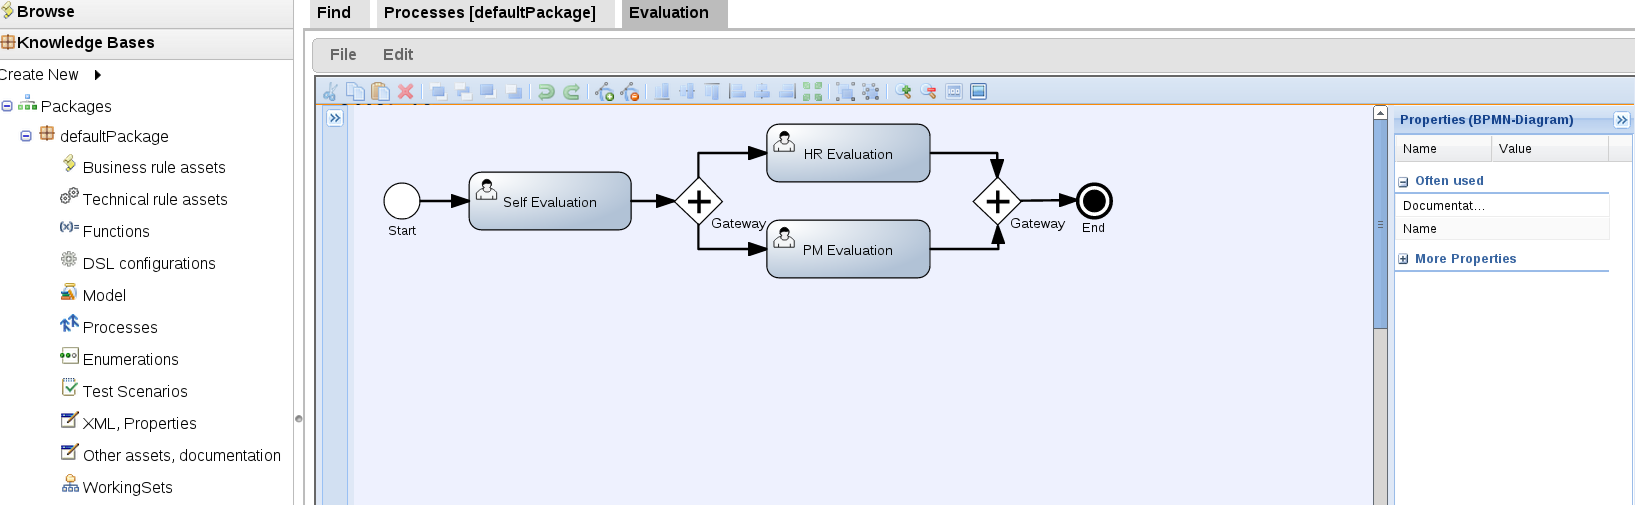 Browse
Knowledge Bases
Create New
Packages
defaultPackage
Business rule assets
Technical rule assets
Functions
DSL configurations
Model
Processes
Enumerations
Test Scenarios
XML, Properties
Other assets, documentation
WorkingSets
Find
Processes [defaultPackage]
Evaluation
File
Edit
Start
Self Evaluation
Gateway
HR Evaluation
PM Evaluation
Gateway
End
Properties (BPMN-Diagram)
Name Value
Often used
Documentat...
Name
More Properties